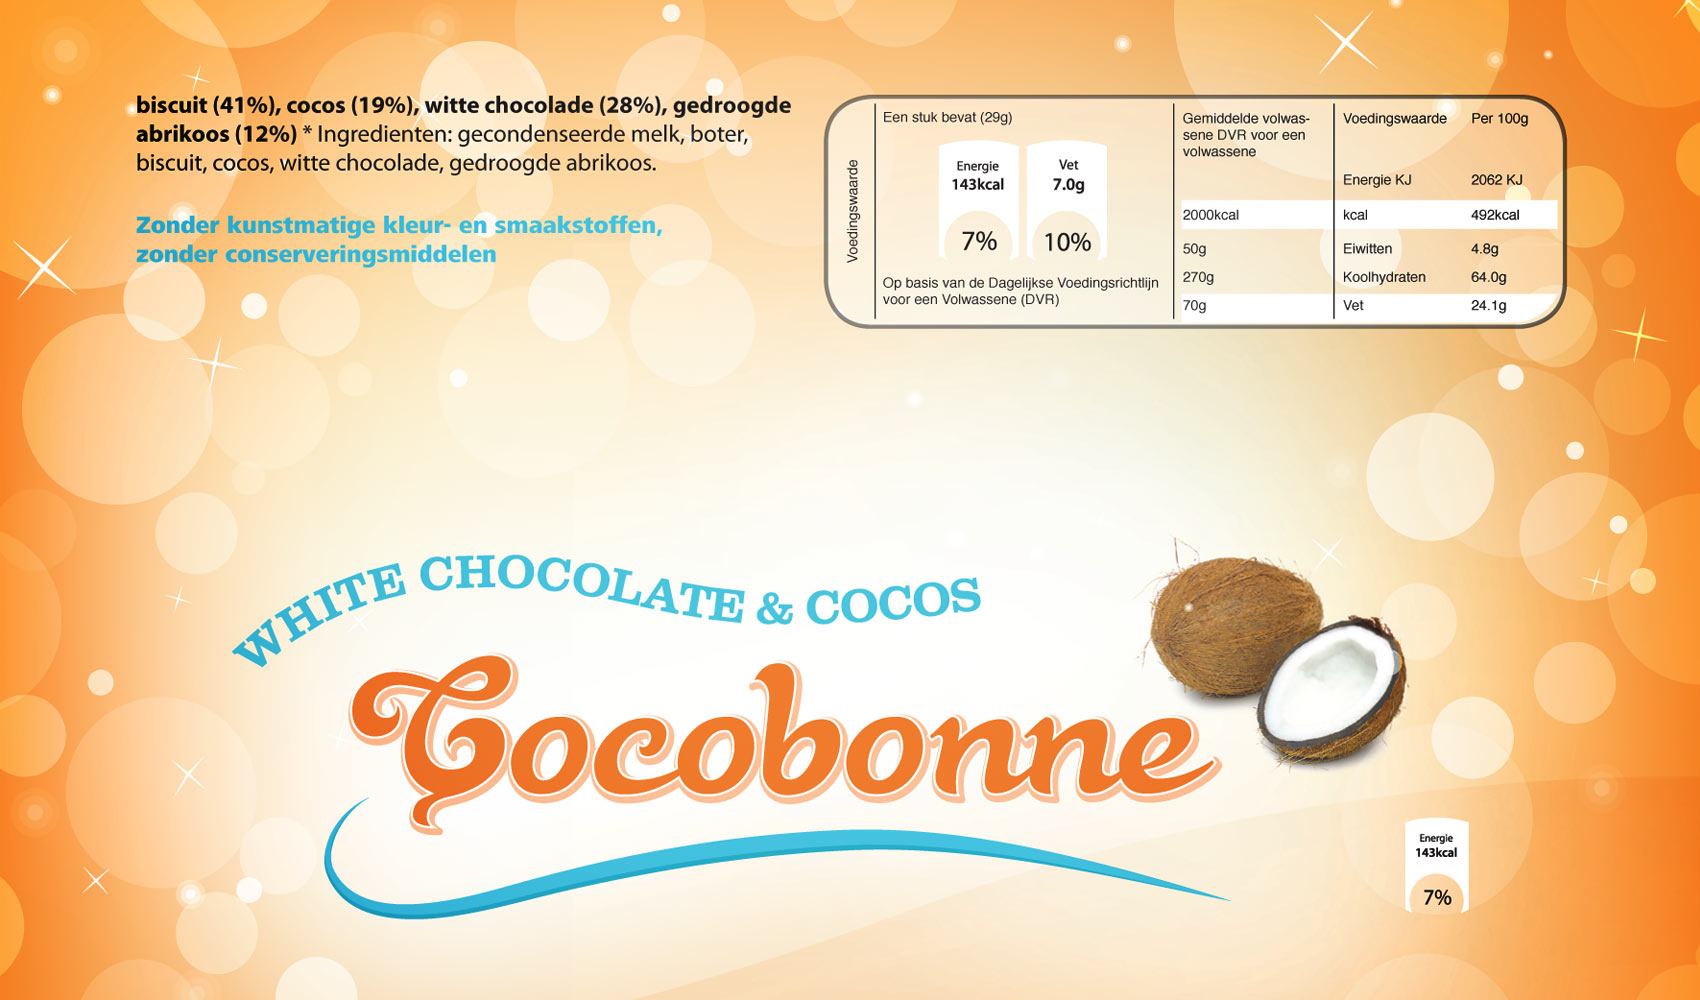 biscuit (41%), cocos (19%), witte chocolade (28%), gedroogde
abrikoos (12%) * Ingredienten: gecondenseerde melk, boter,
biscuit, cocos, witte chocolade, gedroogde abrikoos.
Zonder kunstmatige kleur- en smaakstoffen,
zonder conserveringsmiddelen
Voedingswaarde
Een stuk bevat (29g)
Energie
143kcal
7%
Vet
7.0g
10%
Op basis van de Dagelijkse Voedingsrichtlijn
voor een Volwassene (DVR)
Gemiddelde volwas-
sene DVR voor een
volwassene
Voedingswaarde Per 100g
Energie KJ 2062 KJ
2000kcal kcal 492kcal
50g Eiwitten 4.8g
270g Koolhydraten 64.0g
70g Vet 24.1g
WHITE CHOCOLATE & COCOS
Cocobonne
Energie
143kcal
7%